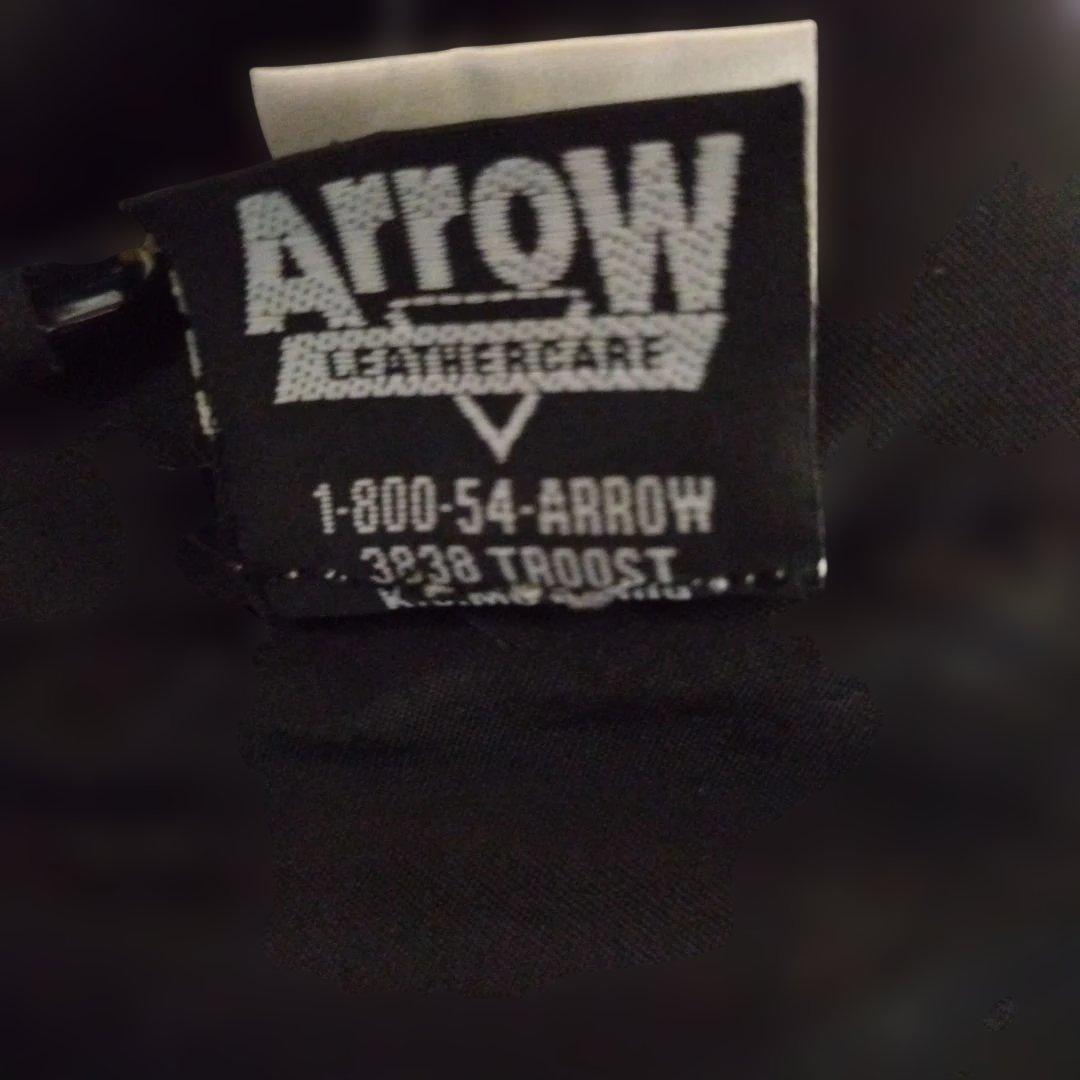 ArroW
LEATHERCARE
1-800-54-ARROW
3838 TROOST